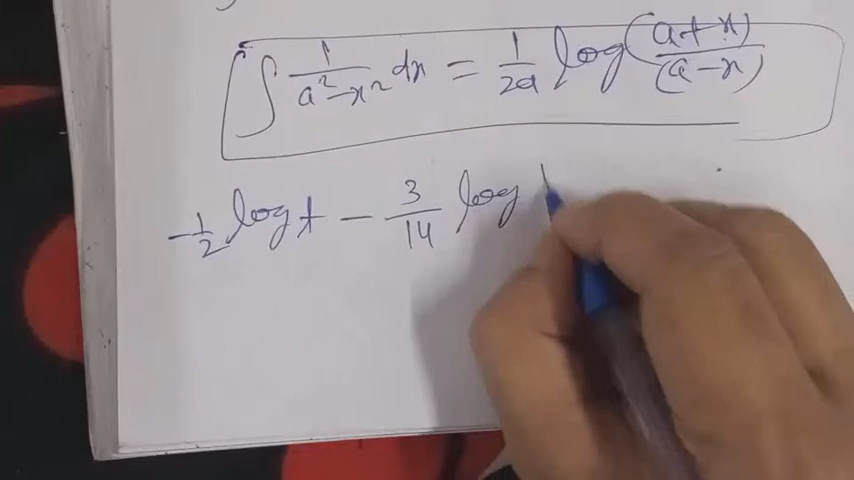 ∫ 1/(a² - x²) dx = 1/2a log (a + x)/(a - x)
-1/2 log t - 3/14 log